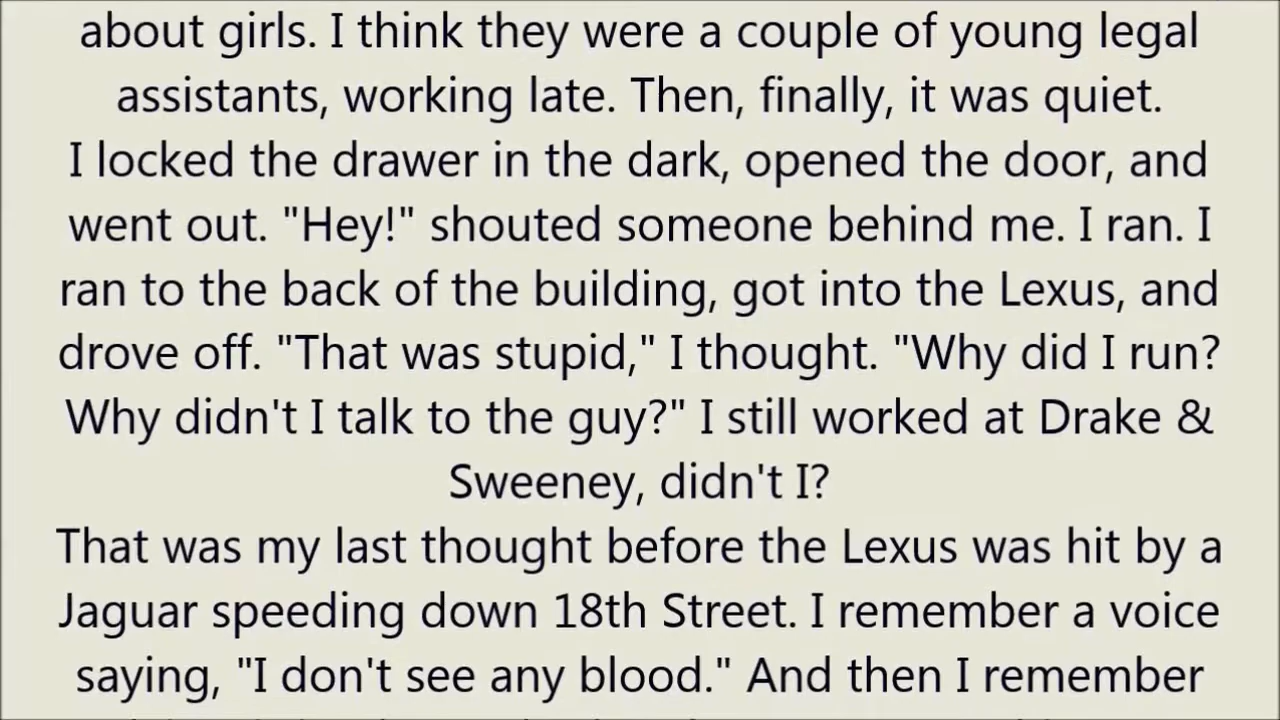 about girls. I think they were a couple of young legal
assistants, working late. Then, finally, it was quiet.
I locked the drawer in the dark, opened the door, and
went out. "Hey!" shouted someone behind me. I ran. I
ran to the back of the building, got into the Lexus, and
drove off. "That was stupid," I thought. "Why did I run?
Why didn't I talk to the guy?" I still worked at Drake &
Sweeney, didn't I?
That was my last thought before the Lexus was hit by a
Jaguar speeding down 18th Street. I remember a voice
saying, "I don't see any blood." And then I remember